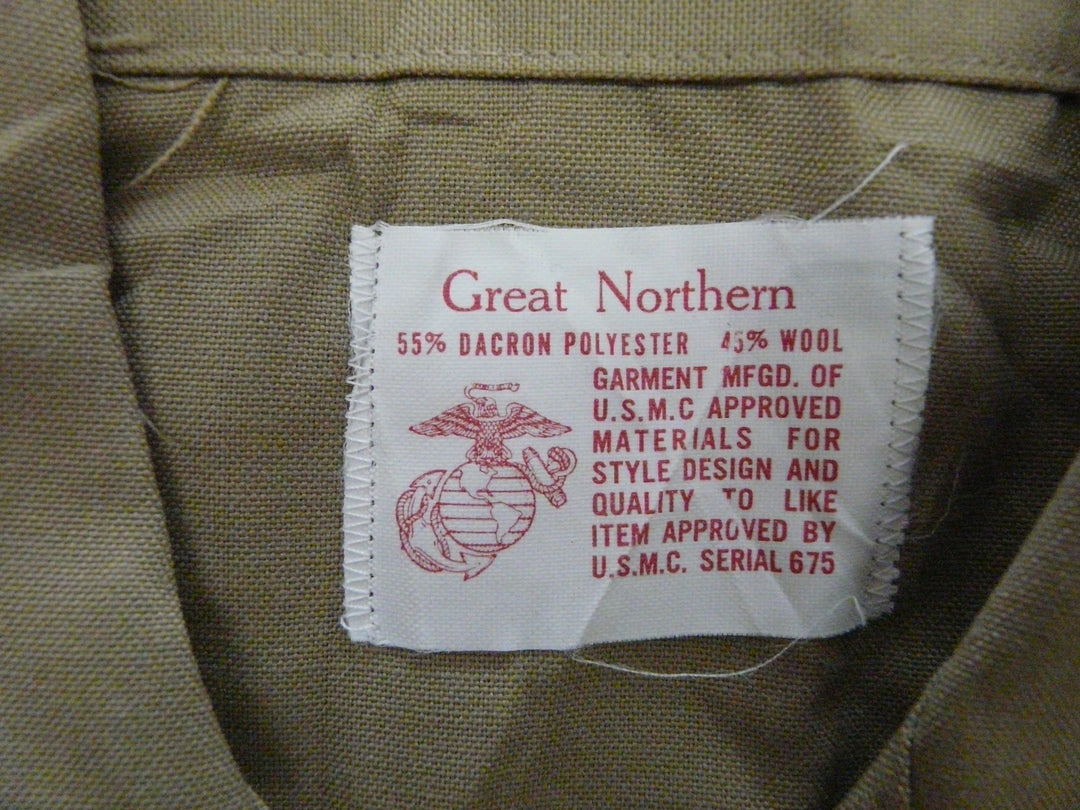 Great Northern
55% DACRON POLYESTER 45% WOOL
GARMENT MFGD. OF
U.S.M.C APPROVED
MATERIALS FOR
STYLE DESIGN AND
QUALITY TO LIKE
ITEM APPROVED BY
U.S.M.C. SERIAL 675